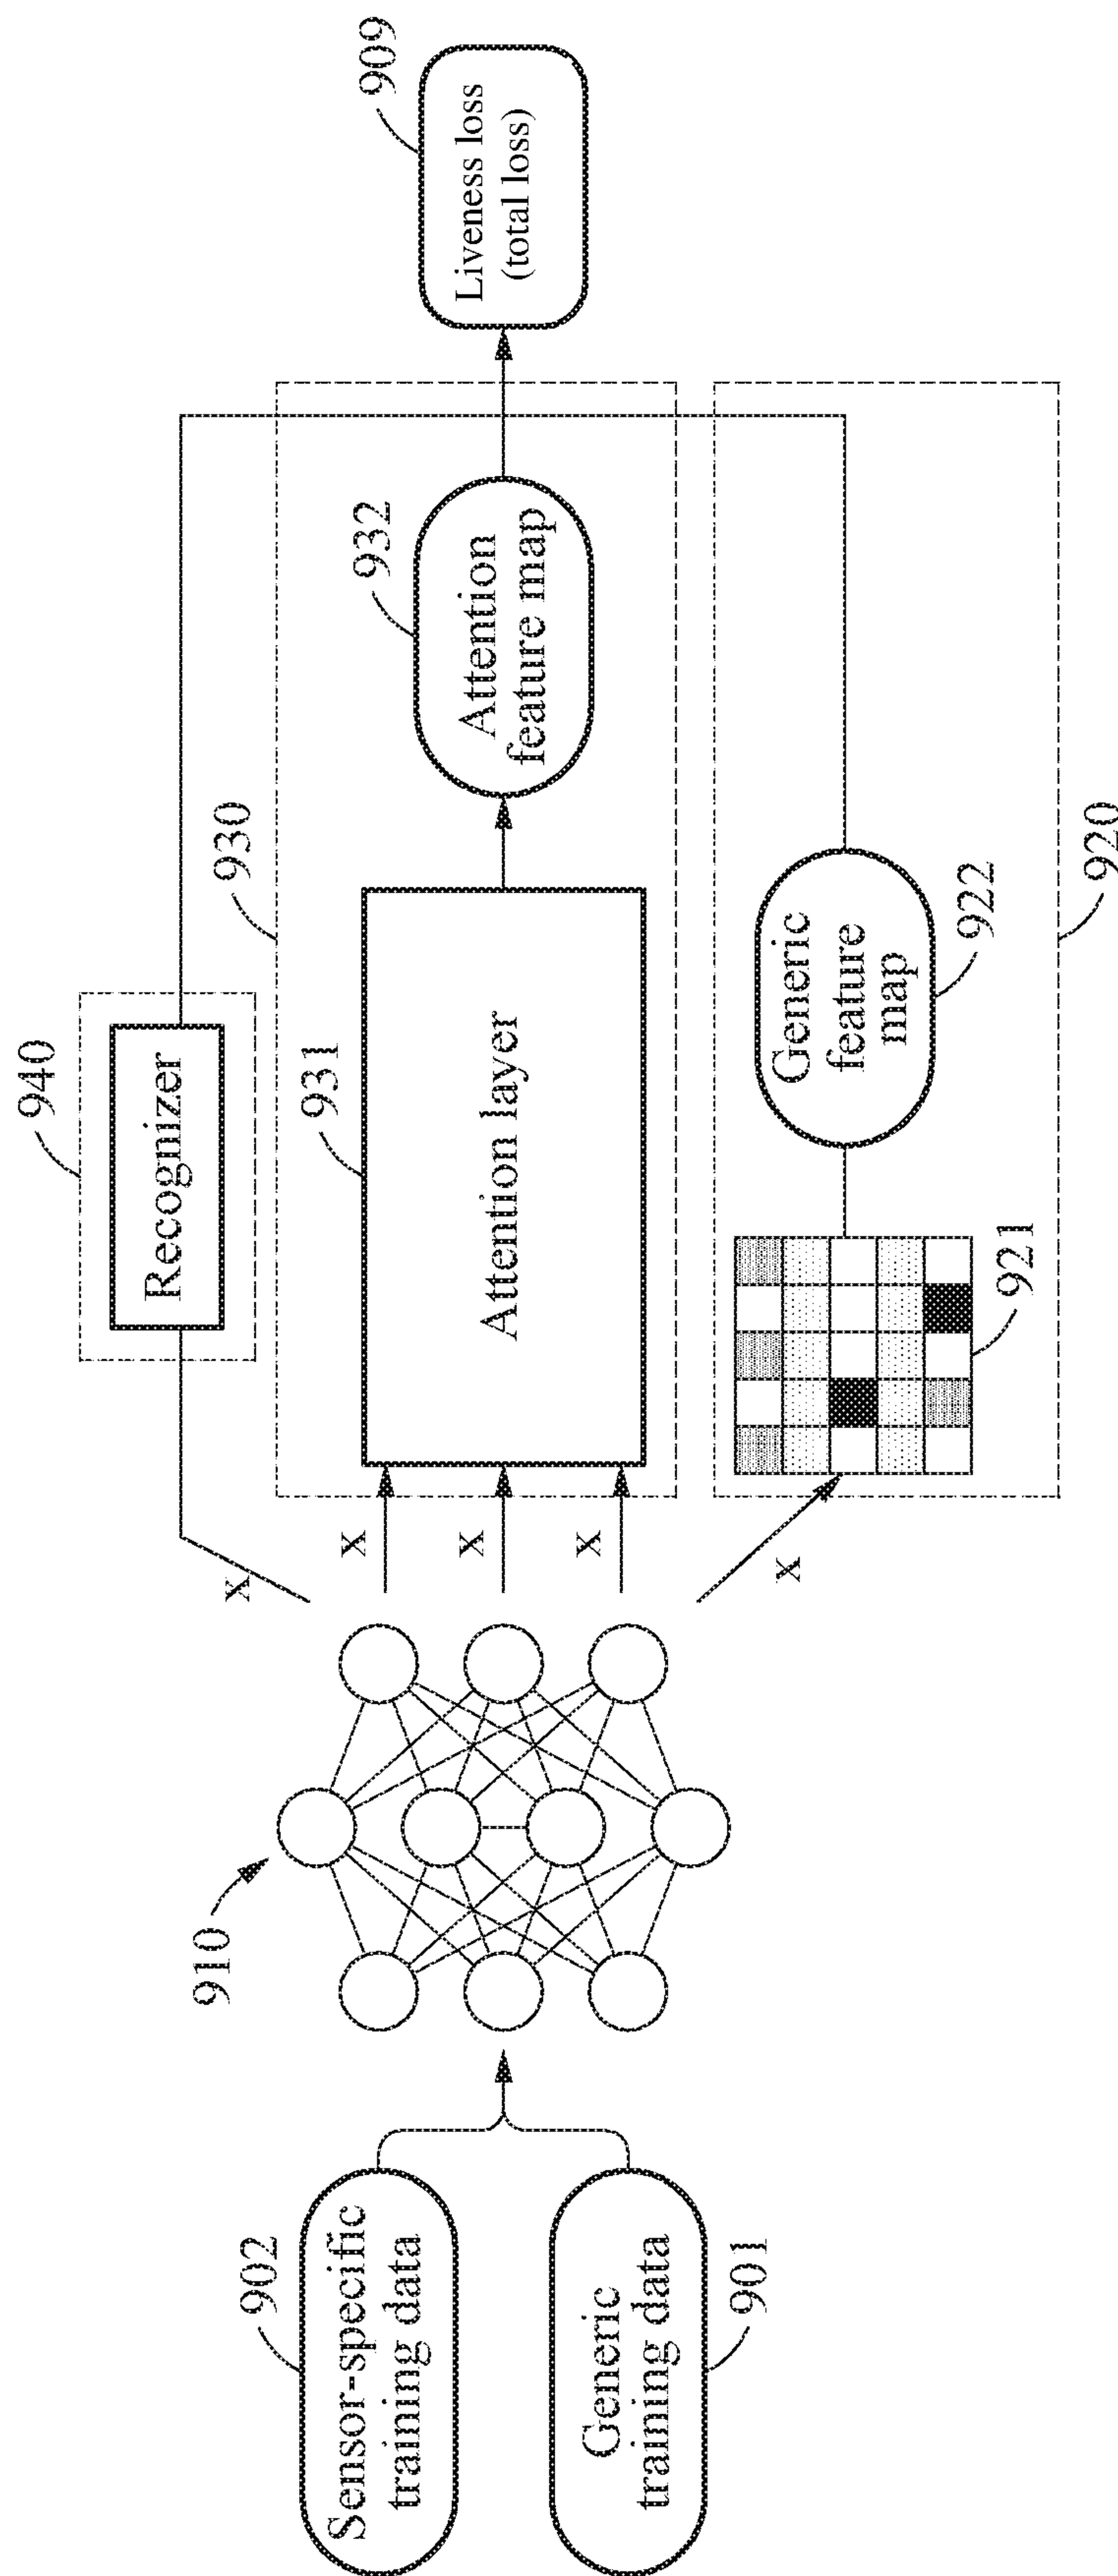 902
Sensor-specific
training data
Generic
training data
901
910
x
x
x
x
x
940
Recognizer
930
931
Attention layer
932
Attention
feature map
921
Generic
feature
map
922
920
909
Liveness loss
(total loss)